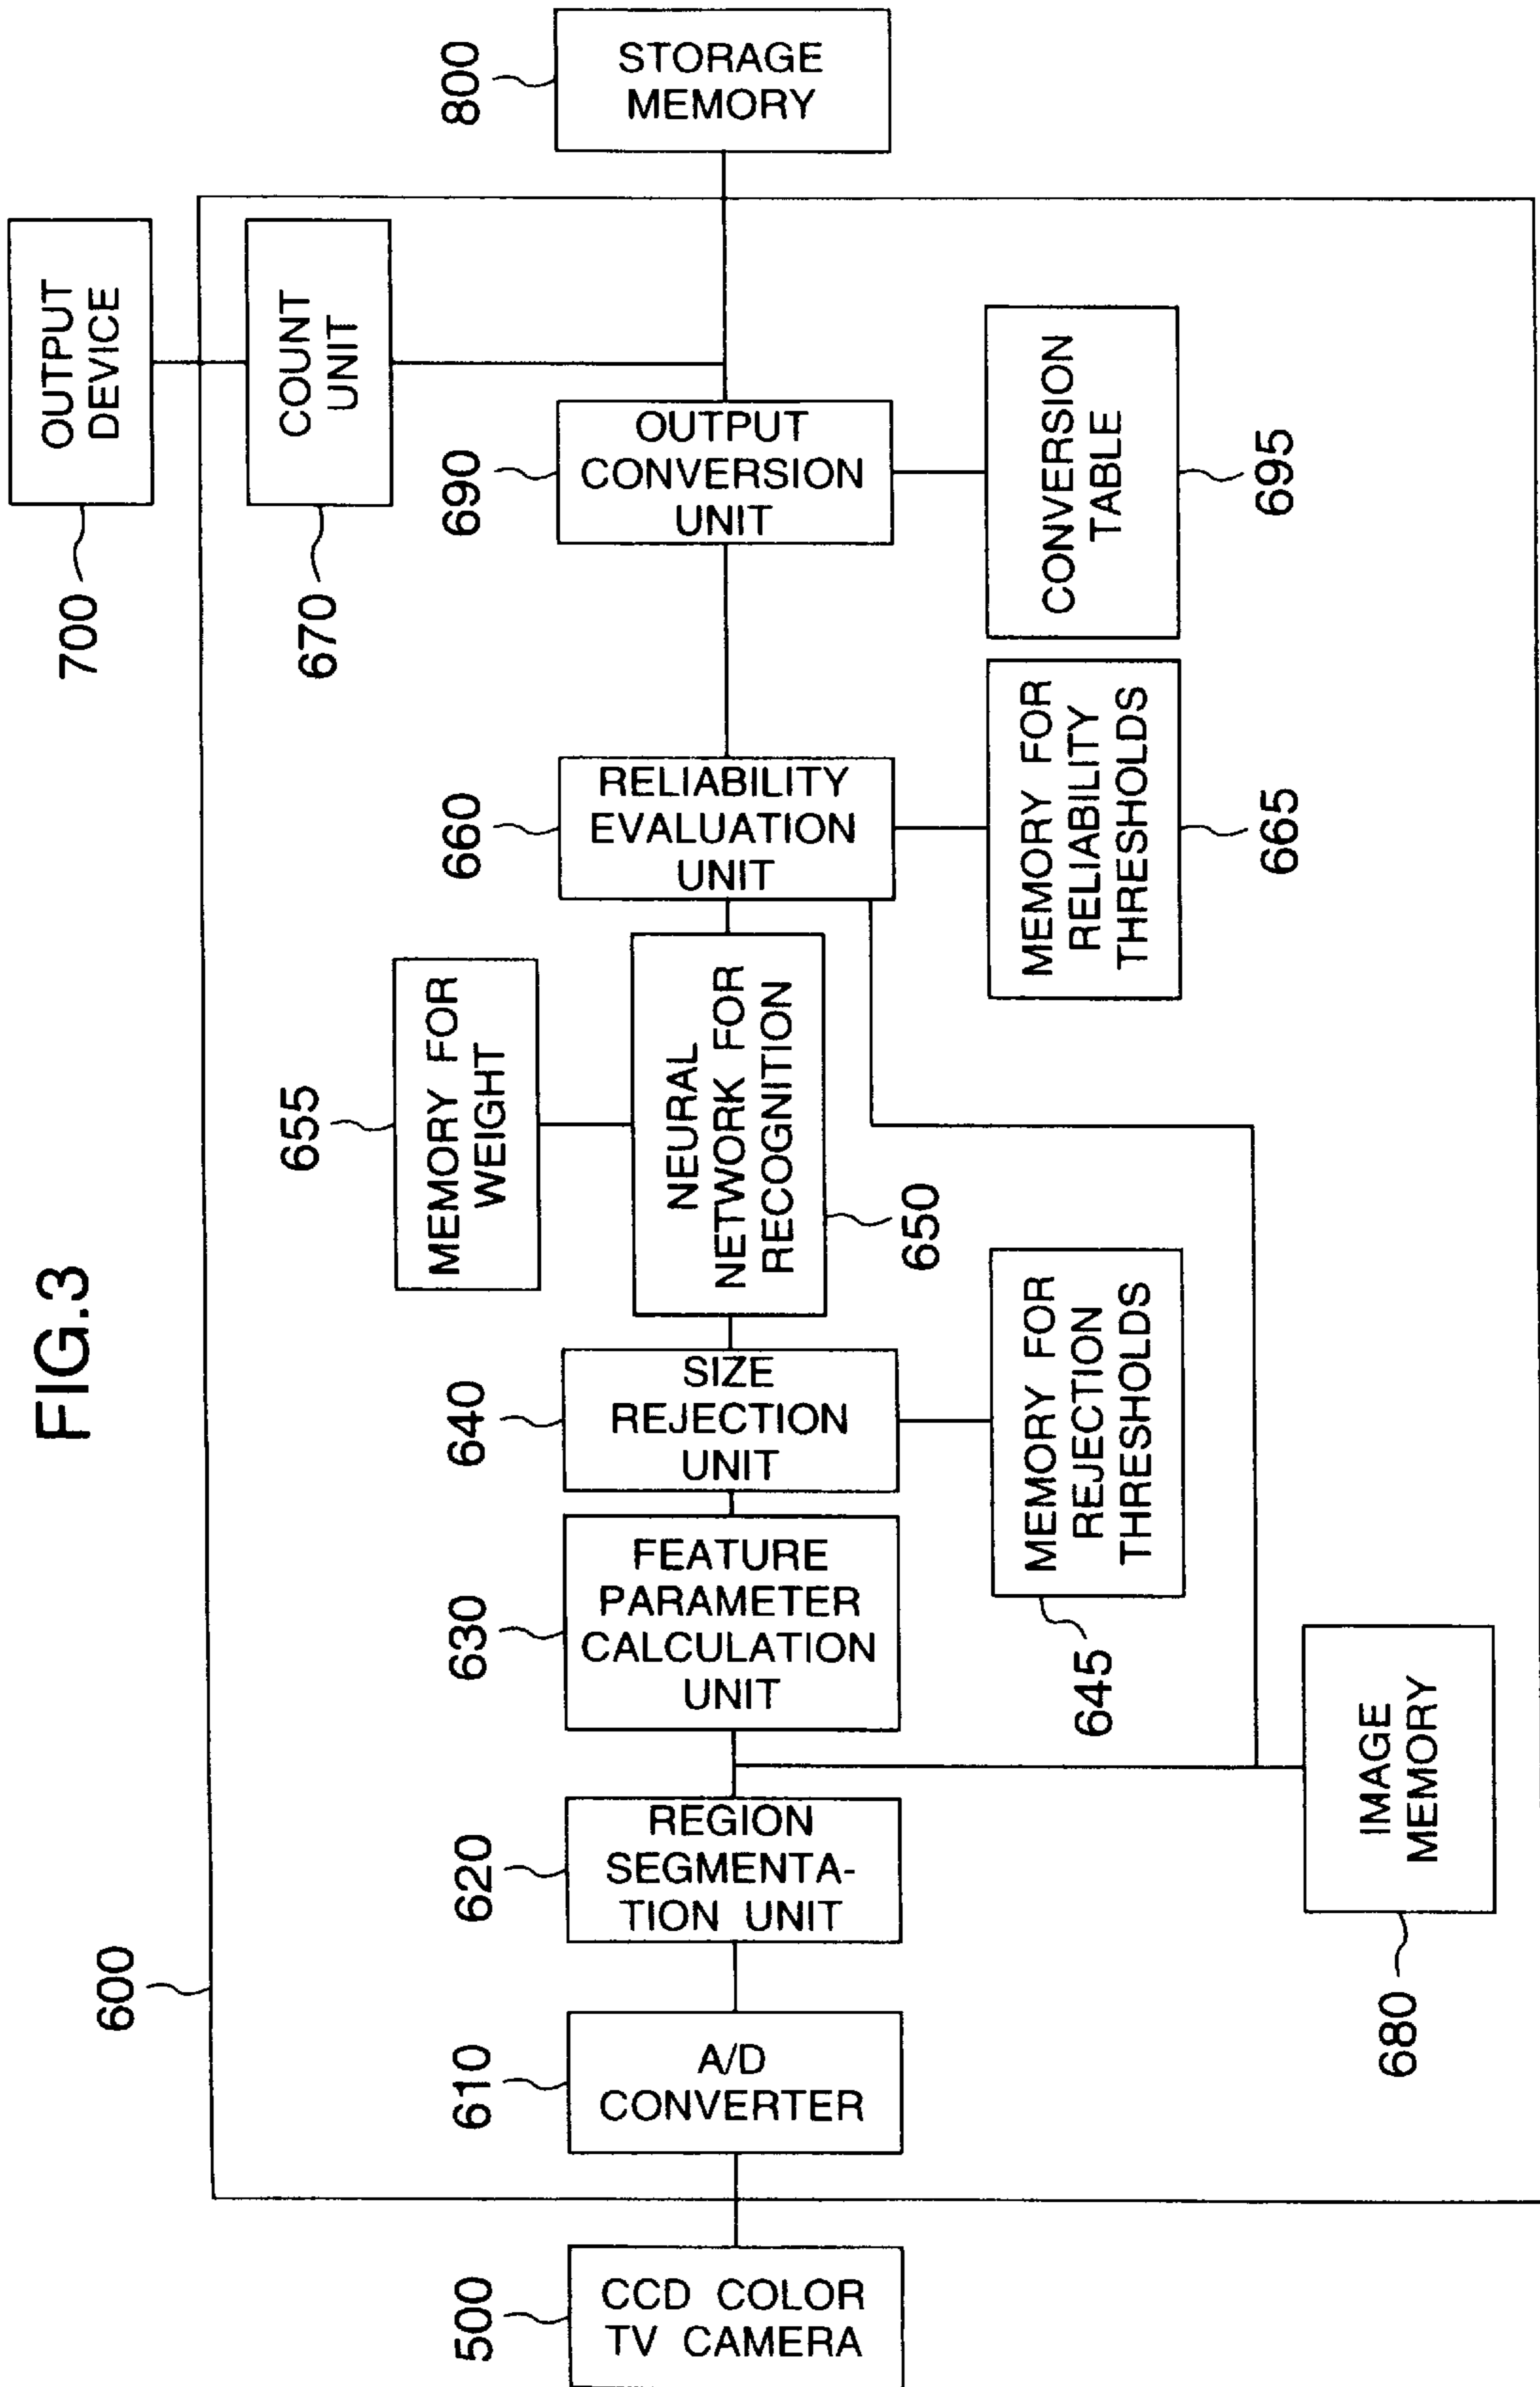 FIG.3
600
500
CCD COLOR
TV CAMERA
610
A/D
CONVERTER
620
REGION
SEGMENTA-
TION UNIT
630
FEATURE
PARAMETER
CALCULATION
UNIT
640
SIZE
REJECTION
UNIT
MEMORY FOR
REJECTION
THRESHOLDS
645
IMAGE
MEMORY
680
655
MEMORY FOR
WEIGHT
NEURAL
NETWORK FOR
RECOGNITION
650
660
RELIABILITY
EVALUATION
UNIT
MEMORY FOR
RELIABILITY
THRESHOLDS
665
690
OUTPUT
CONVERSION
UNIT
CONVERSION
TABLE
695
700
OUTPUT
DEVICE
670
COUNT
UNIT
800
STORAGE
MEMORY